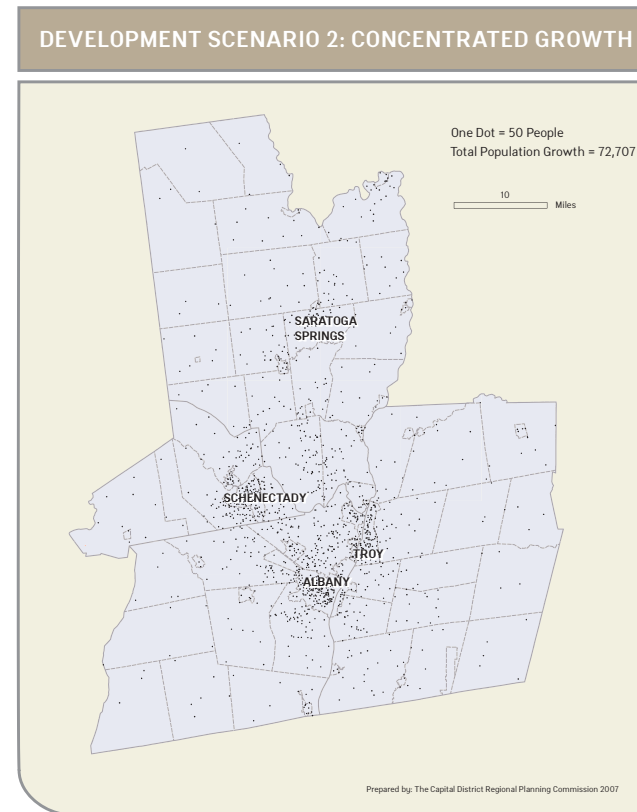 DEVELOPMENT SCENARIO 2: CONCENTRATED GROWTH
One Dot = 50 People
Total Population Growth = 72,707
10
Miles
SARATOGA
SPRINGS
SCHENECTADY
TROY
ALBANY
Prepared by: The Capital District Regional Planning Commission 2007